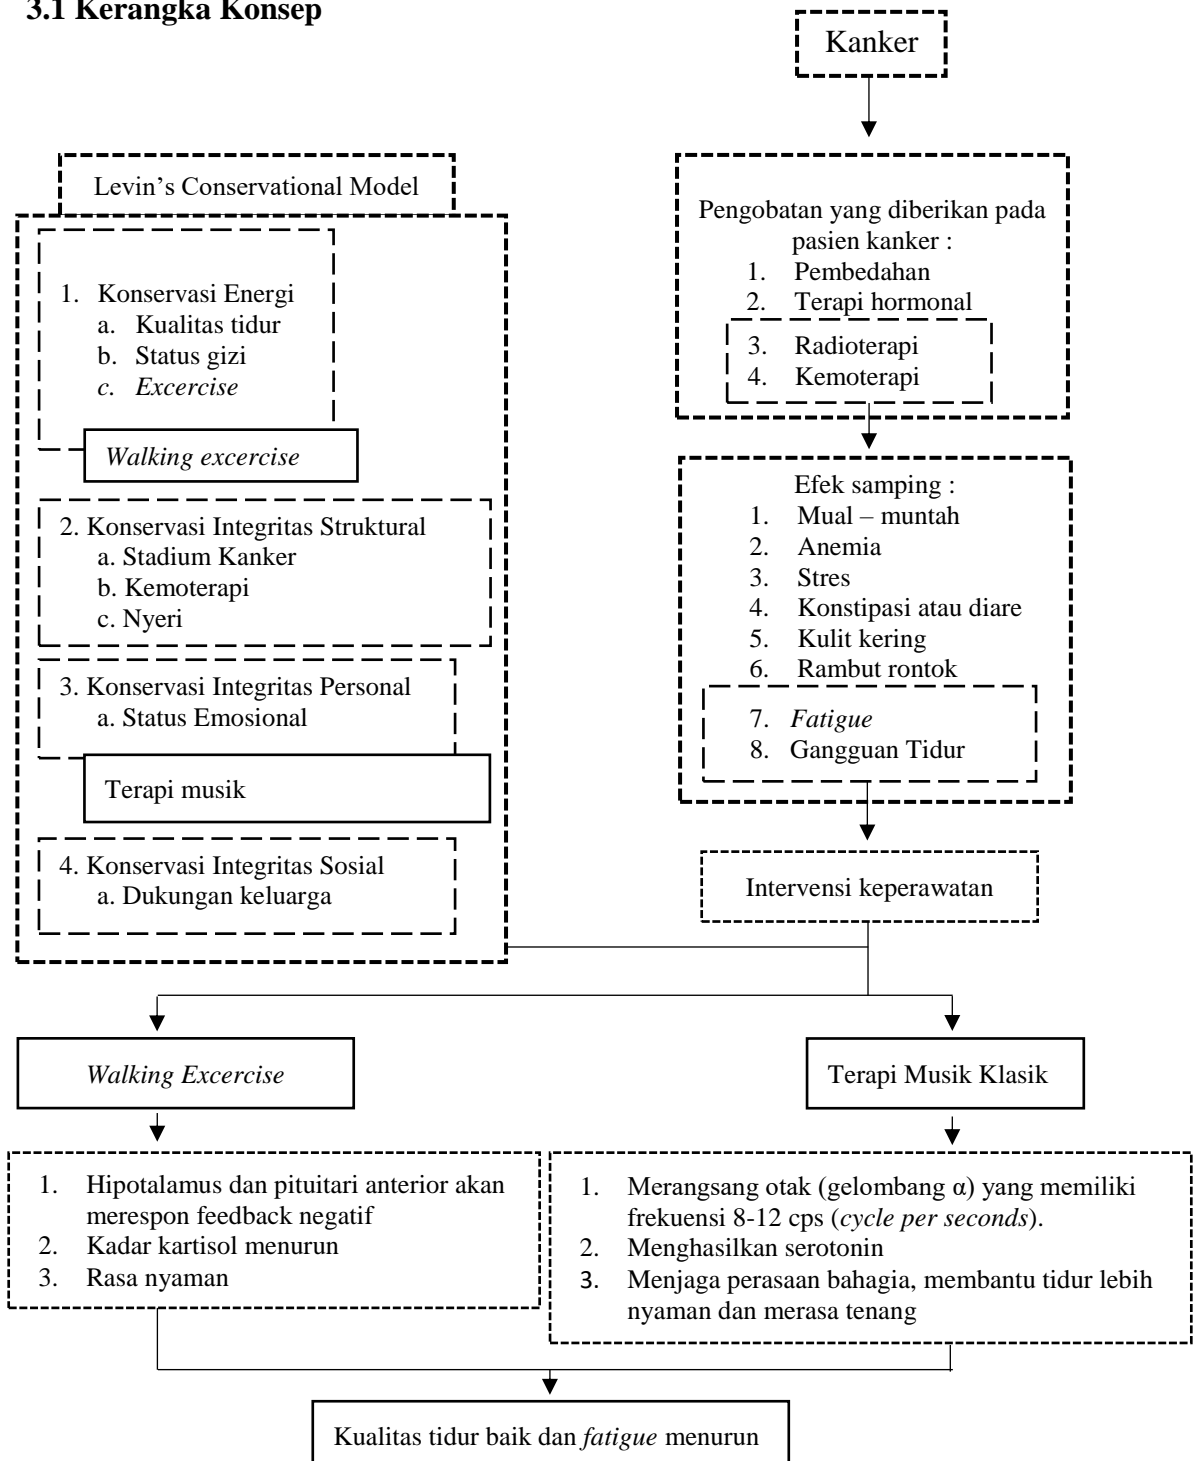 3.1 Kerangka Konsep
Kanker
Levin’s Conservational Model
1. Konservasi Energi
a. Kualitas tidur
b. Status gizi
c. Excercise
Walking excercise
2. Konservasi Integritas Struktural
a. Stadium Kanker
b. Kemoterapi
c. Nyeri
3. Konservasi Integritas Personal
a. Status Emosional
Terapi musik
4. Konservasi Integritas Sosial
a. Dukungan keluarga
Pengobatan yang diberikan pada
pasien kanker :
1. Pembedahan
2. Terapi hormonal
3. Radioterapi
4. Kemoterapi
Efek samping :
1. Mual – muntah
2. Anemia
3. Stres
4. Konstipasi atau diare
5. Kulit kering
6. Rambut rontok
7. Fatigue
8. Gangguan Tidur
Intervensi keperawatan
Walking Excercise
Terapi Musik Klasik
1. Hipotalamus dan pituitari anterior akan
merespon feedback negatif
2. Kadar kartisol menurun
3. Rasa nyaman
1. Merangsang otak (gelombang α) yang memiliki
frekuensi 8-12 cps (cycle per seconds).
2. Menghasilkan serotonin
3. Menjaga perasaan bahagia, membantu tidur lebih
nyaman dan merasa tenang
Kualitas tidur baik dan fatigue menurun